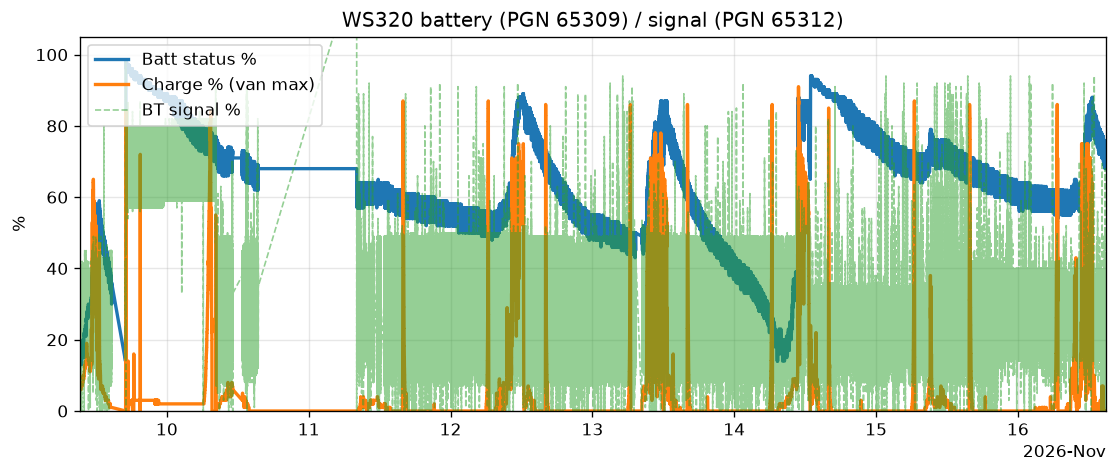 WS320 battery (PGN 65309) / signal (PGN 65312)
Batt status %
Charge % (van max)
BT signal %
%
100
80
60
40
20
0
10
11
12
13
14
15
16
2026-Nov